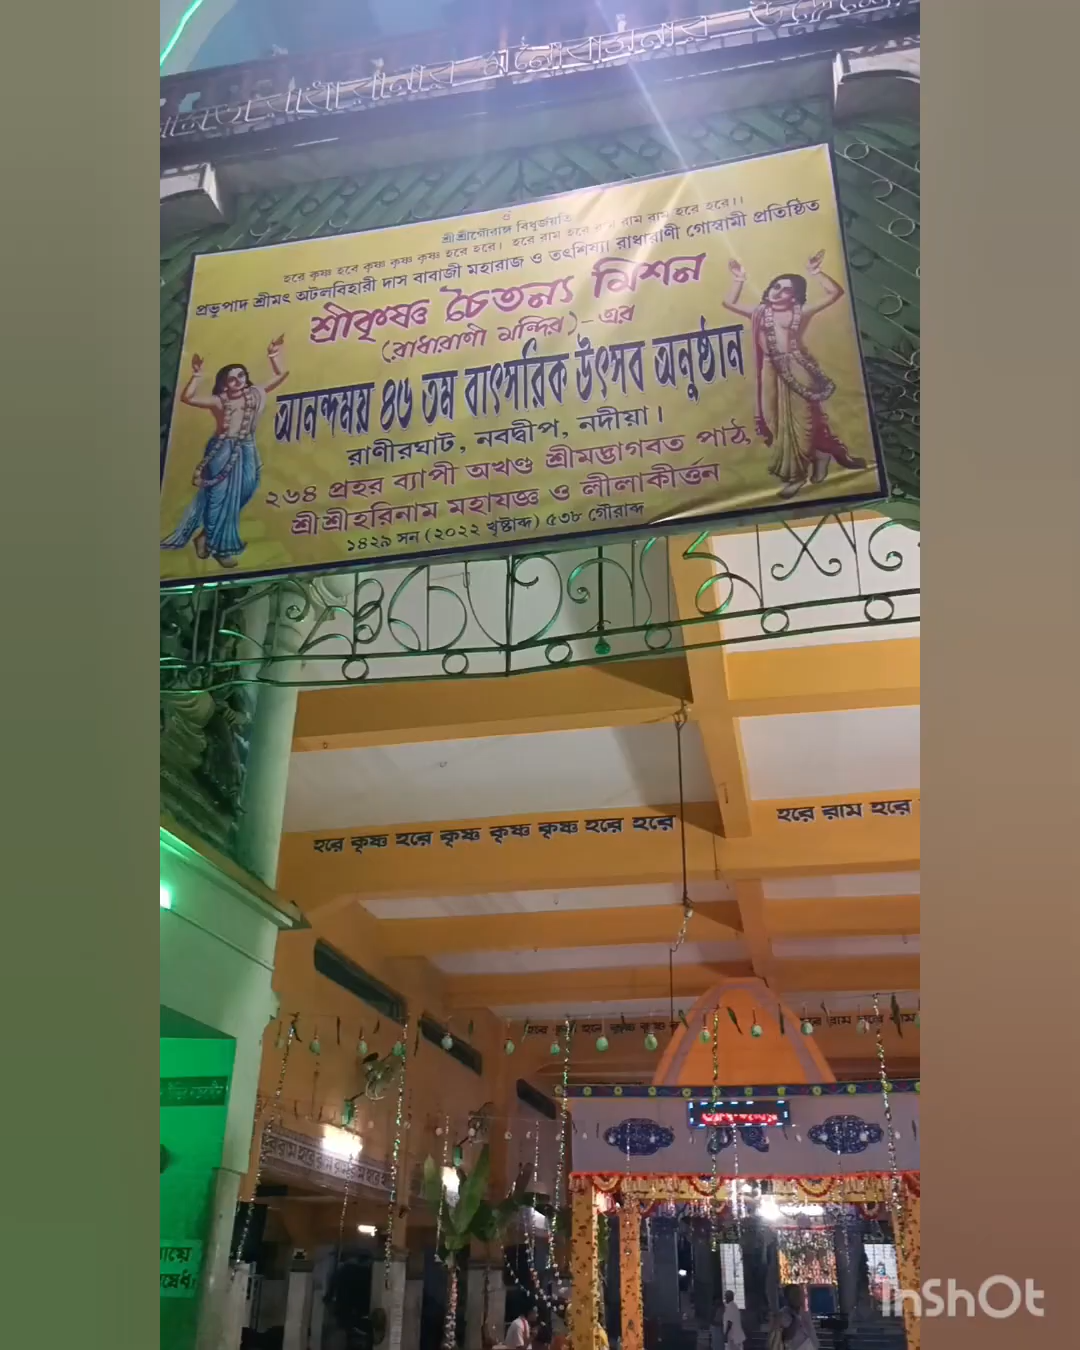 রাধারানীর মনোবাসনার
শ্রীশ্রীগৌরাঙ্গ বিধুর্জয়তি
হরে কৃষ্ণ হরে কৃষ্ণ কৃষ্ণ কৃষ্ণ হরে হরে। হরে রাম হরে রাম রাম রাম হরে হরে।।
প্রভুপাদ শ্রীমৎ অটলবিহারী দাস বাবাজী মহারাজ ও তৎশিষ্যা রাধারাণী গোস্বামী প্রতিষ্ঠিত
শ্রীকৃষ্ণ চৈতন্য মিশন
(রাধারাণী মন্দির)-এর
আনন্দময় ৪৬ তম বাৎসরিক উৎসব অনুষ্ঠান
রাণীরঘাট, নবদ্বীপ, নদীয়া।
২৬৪ প্রহর ব্যাপী অখণ্ড শ্রীমদ্ভাগবত পাঠ,
শ্রীশ্রীহরিনাম মহাযজ্ঞ ও লীলাকীর্ত্তন
১৪২৯ সন (২০২২ খৃষ্টাব্দ) ৫৩৮ গৌরাব্দ
হরে কৃষ্ণ হরে কৃষ্ণ কৃষ্ণ কৃষ্ণ হরে হরে
হরে রাম হরে
InShOt